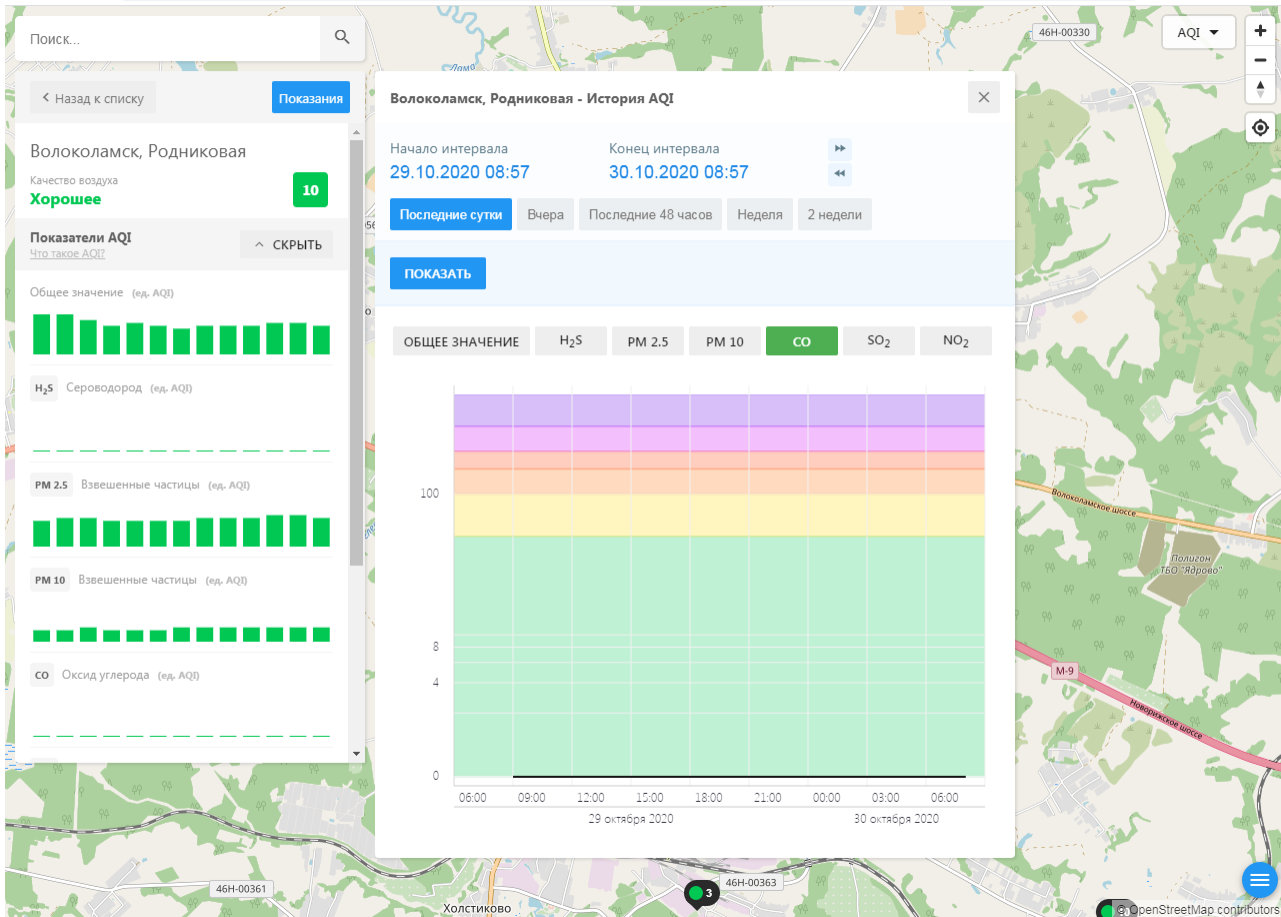 Поиск...
46Н-00330
AQI
Ламо
Назад к списку
Показания
Волоколамск, Родниковая - История AQI
Волоколамск, Родниковая
Качество воздуха
Хорошее
10
Начало интервала
Конец интервала
29.10.2020 08:57
30.10.2020 08:57
Последние сутки
Вчера
Последние 48 часов
Неделя
2 недели
Показатели AQI
Что такое AQI?
СКРЫТЬ
ПОКАЗАТЬ
Общее значение (ед. AQI)
ОБЩЕЕ ЗНАЧЕНИЕ
H2S
PM 2.5
PM 10
CO
SO2
NO2
H2S Сероводород (ед. AQI)
PM 2.5 Взвешенные частицы (ед. AQI)
PM 10 Взвешенные частицы (ед. AQI)
CO Оксид углерода (ед. AQI)
100
8
4
0
06:00 09:00 12:00 15:00 18:00 21:00 00:00 03:00 06:00
29 октября 2020
30 октября 2020
Волоколамское шоссе
Полигон
ТБО "Ядрово"
М-9
Новорижское шоссе
46Н-00361
3
46Н-00363
Холстиково
© OpenStreetMap contributors